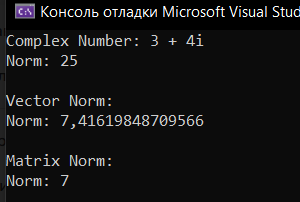 Консоль отладки Microsoft Visual Stud
Complex Number: 3 + 4i
Norm: 25
Vector Norm:
Norm: 7,41619848709566
Matrix Norm:
Norm: 7